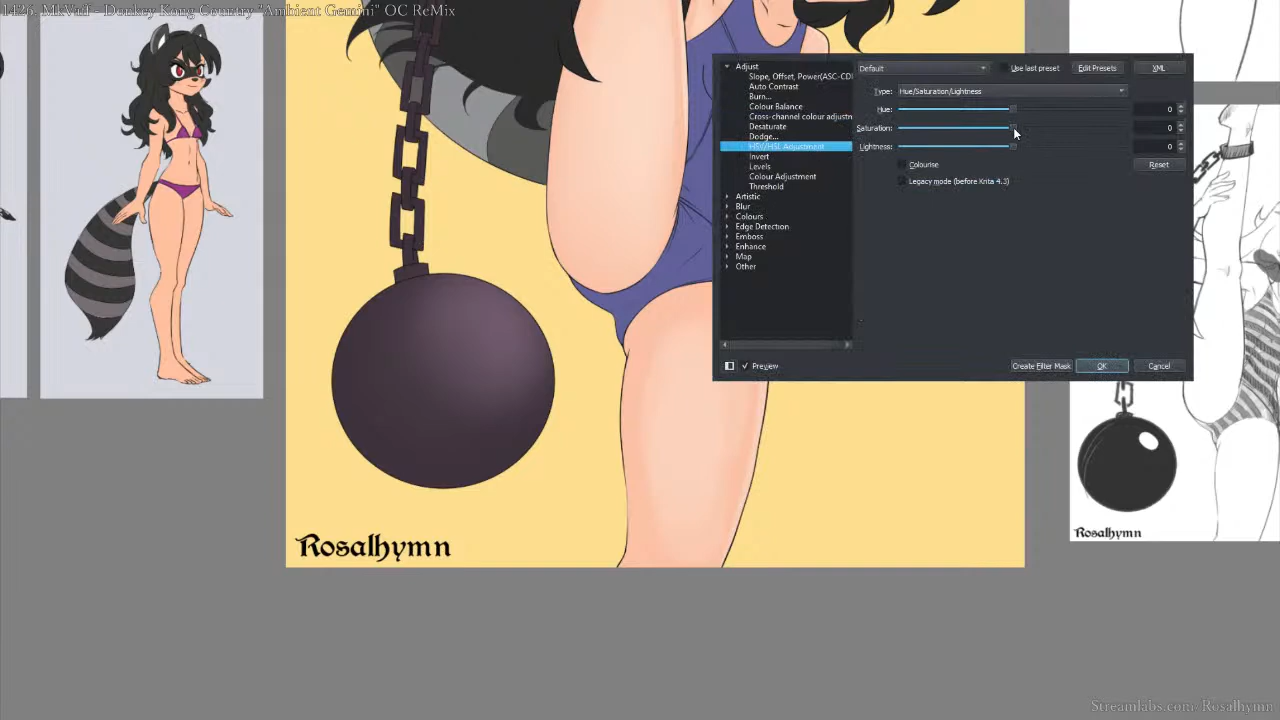 1426. MkVaff - Donkey Kong Country "Ambient Gemini" OC ReMix
Adjust
Slope, Offset, Power(ASC-CDI
Auto Contrast
Burn...
Colour Balance
Cross-channel colour adjustm
Desaturate
Dodge...
HSV/HSL Adjustment
Invert
Levels
Colour Adjustment
Threshold
Artistic
Blur
Colours
Edge Detection
Emboss
Enhance
Map
Other
Default
Use last preset
Edit Presets
XML
Type: Hue/Saturation/Lightness
Hue: 0
Saturation: 0
Lightness: 0
Colourise
Reset
Legacy mode (before Krita 4.3)
Preview
Create Filter Mask
OK
Cancel
Rosalhymn
Rosalhymn
Streamlabs.com/Rosalhymn